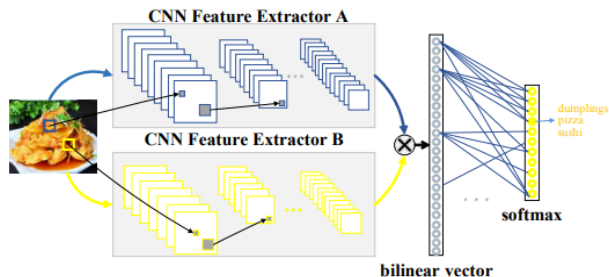 CNN Feature Extractor A
CNN Feature Extractor B
dumplings
pizza
sushi
softmax
bilinear vector